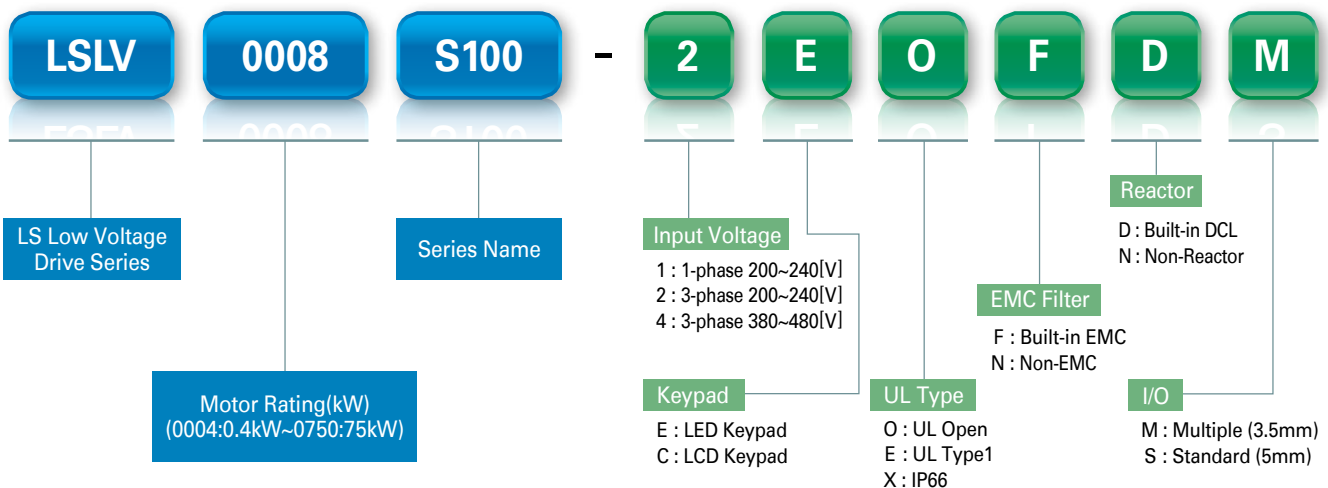 LSLV 0008 S100 - 2 E O F D M
LS Low Voltage
Drive Series
Motor Rating(kW)
(0004:0.4kW~0750:75kW)
Series Name
Input Voltage
1 : 1-phase 200~240[V]
2 : 3-phase 200~240[V]
4 : 3-phase 380~480[V]
Keypad
E : LED Keypad
C : LCD Keypad
UL Type
O : UL Open
E : UL Type1
X : IP66
EMC Filter
F : Built-in EMC
N : Non-EMC
Reactor
D : Built-in DCL
N : Non-Reactor
I/O
M : Multiple (3.5mm)
S : Standard (5mm)